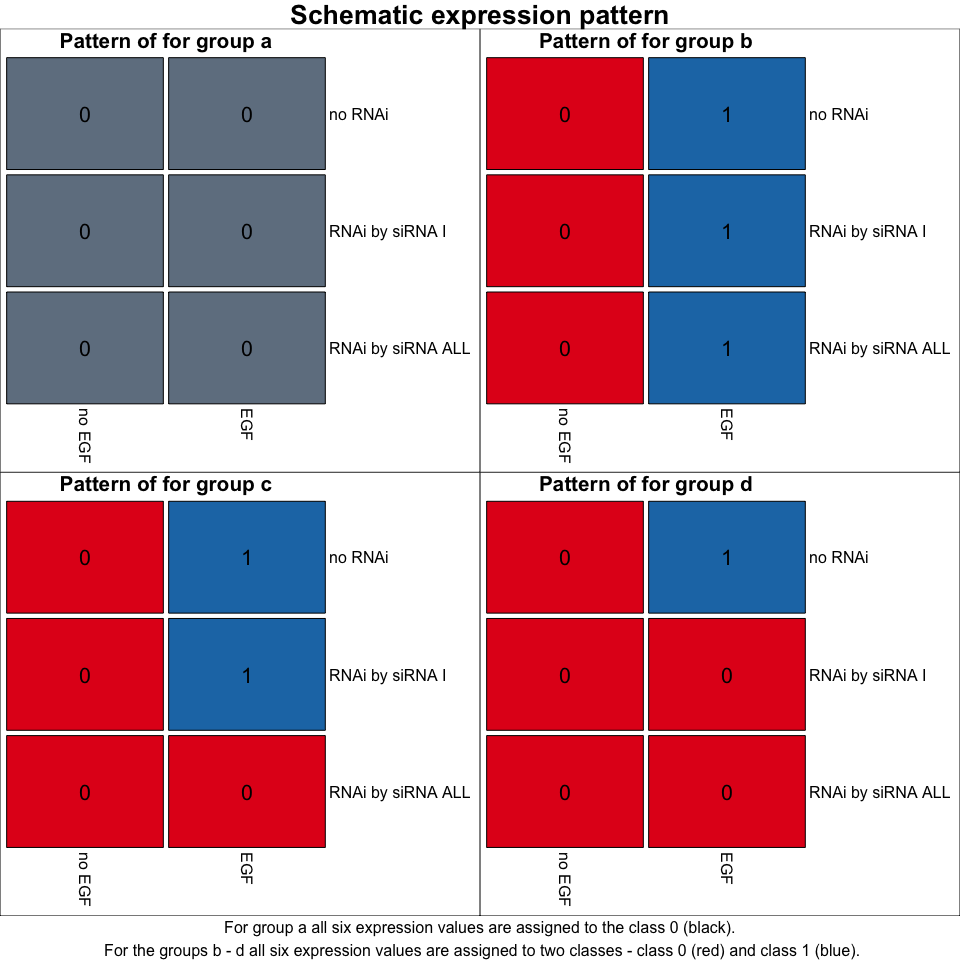 Schematic expression pattern
Pattern of for group a
0 0 no RNAi
0 0 RNAi by siRNA I
0 0 RNAi by siRNA ALL
no EGF EGF
Pattern of for group b
0 1 no RNAi
0 1 RNAi by siRNA I
0 1 RNAi by siRNA ALL
no EGF EGF
Pattern of for group c
0 1 no RNAi
0 1 RNAi by siRNA I
0 0 RNAi by siRNA ALL
no EGF EGF
Pattern of for group d
0 1 no RNAi
0 0 RNAi by siRNA I
0 0 RNAi by siRNA ALL
no EGF EGF
For group a all six expression values are assigned to the class 0 (black).
For the groups b - d all six expression values are assigned to two classes - class 0 (red) and class 1 (blue).